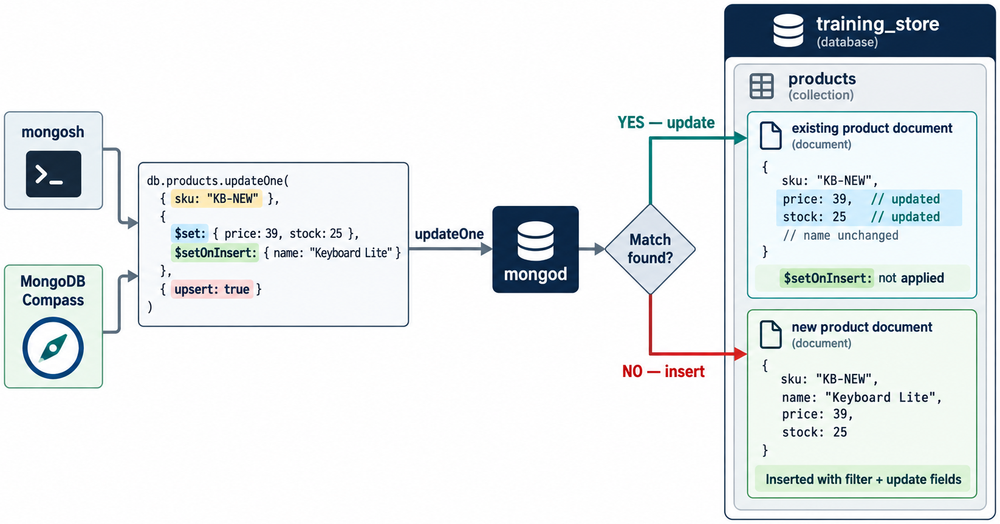 mongosh
MongoDB
Compass
db.products.updateOne(
{ sku: "KB-NEW" },
{
$set: { price: 39, stock: 25 },
$setOnInsert: { name: "Keyboard Lite" }
},
{ upsert: true }
)
updateOne
mongod
Match
found?
YES — update
NO — insert
training_store
(database)
products
(collection)
existing product document
(document)
{
sku: "KB-NEW",
price: 39, // updated
stock: 25 // updated
// name unchanged
}
$setOnInsert: not applied
new product document
(document)
{
sku: "KB-NEW",
name: "Keyboard Lite",
price: 39,
stock: 25
}
Inserted with filter + update fields